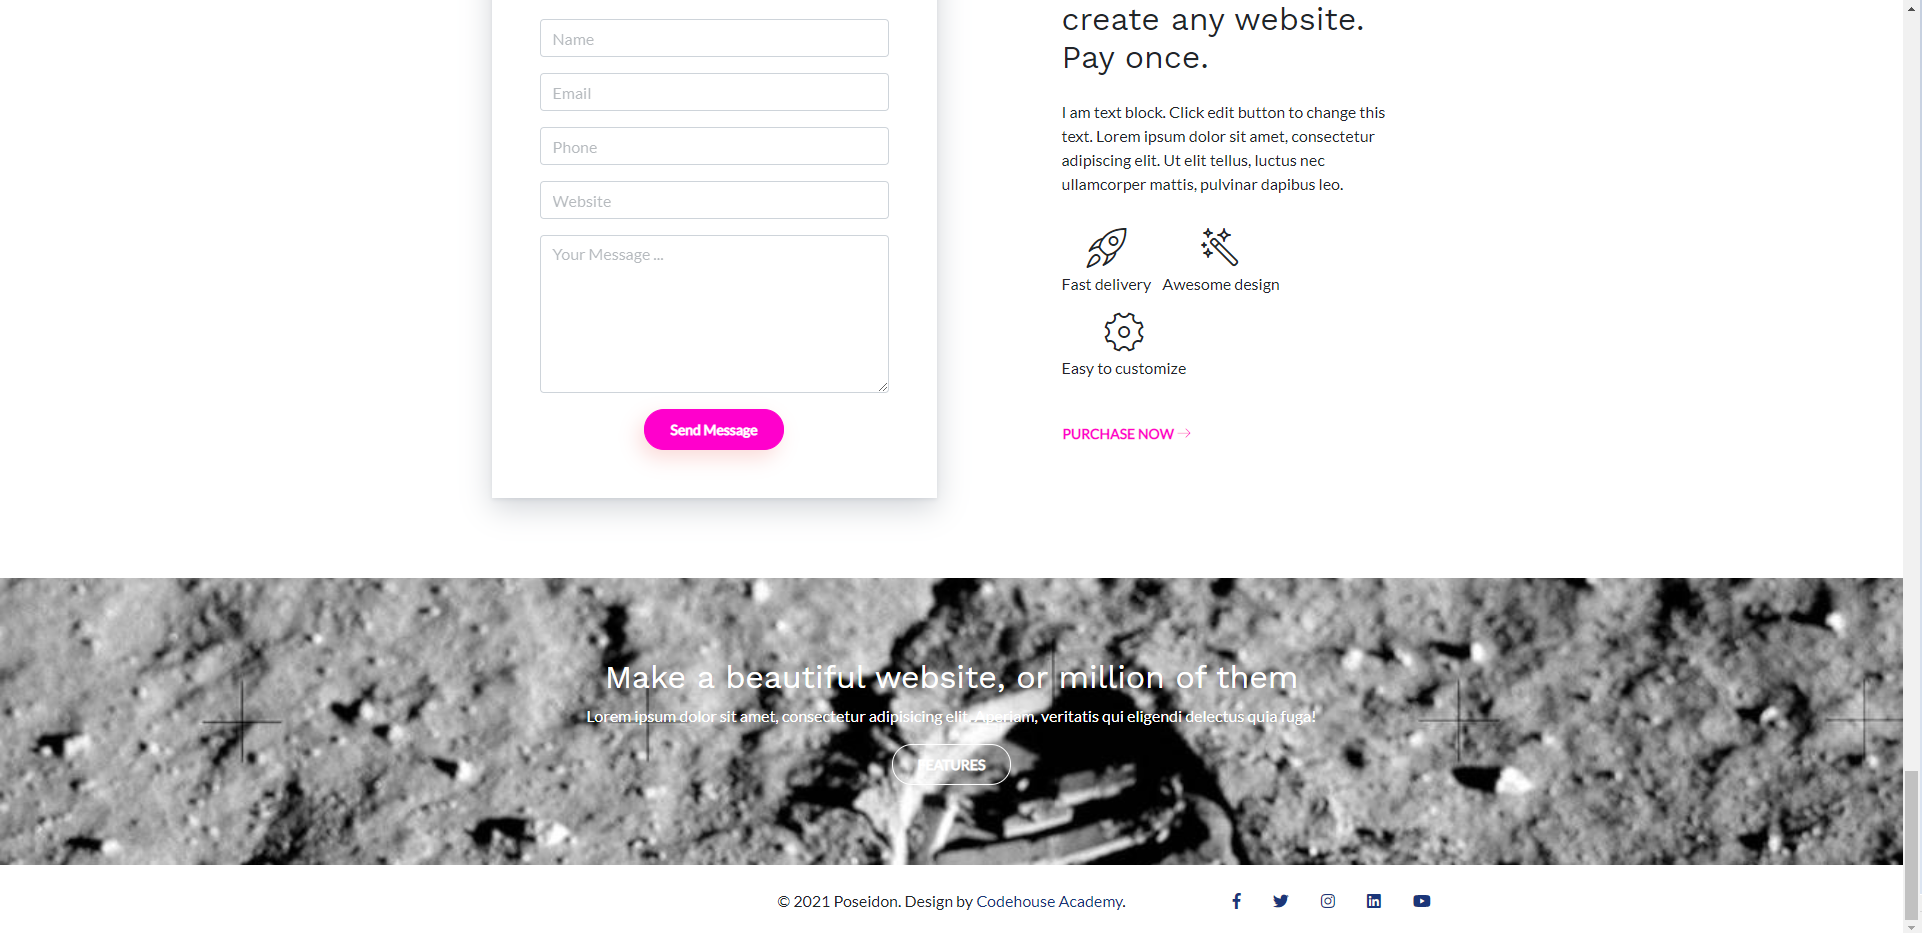 Name
Email
Phone
Website
Your Message ...
Send Message
create any website.
Pay once.
I am text block. Click edit button to change this
text. Lorem ipsum dolor sit amet, consectetur
adipiscing elit. Ut elit tellus, luctus nec
ullamcorper mattis, pulvinar dapibus leo.
Fast delivery Awesome design
Easy to customize
PURCHASE NOW
Make a beautiful website, or million of them
Lorem ipsum dolor sit amet, consectetur adipisicing elit. Aperiam, veritatis qui eligendi delectus quia fuga!
FEATURES
© 2021 Poseidon. Design by Codehouse Academy.